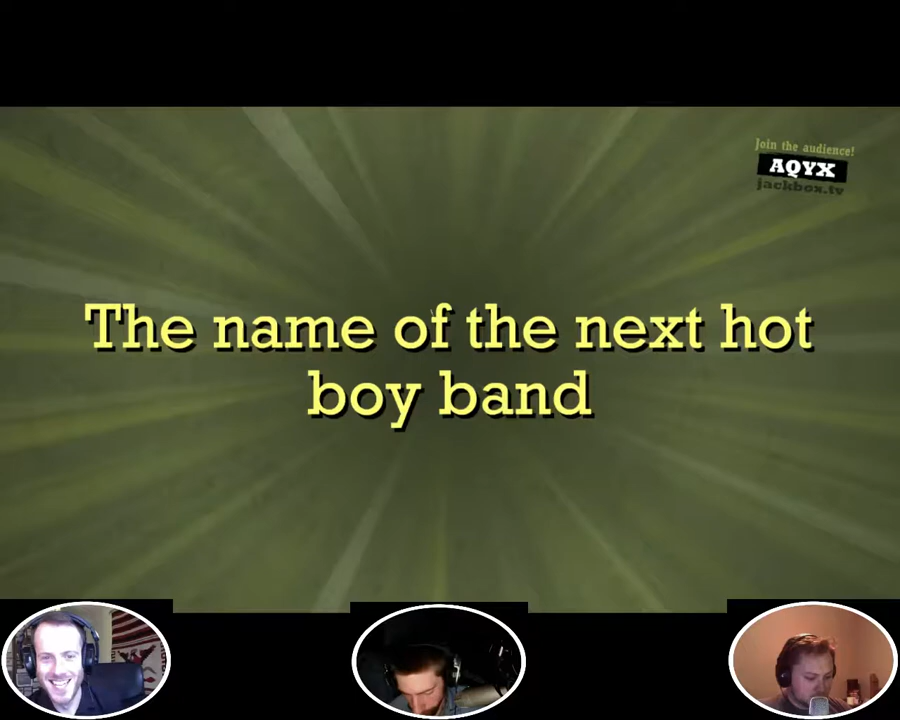 Join the audience!
AQYX
jackbox.tv
The name of the next hot
boy band